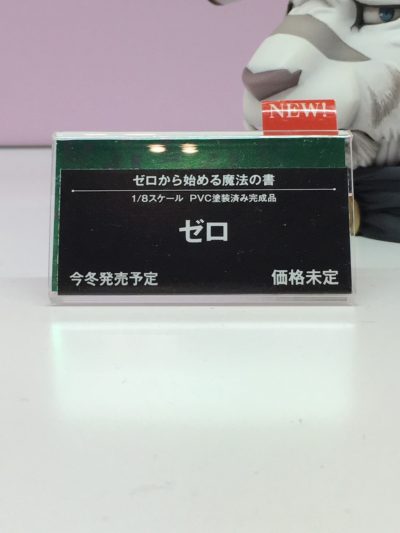 NEW!
ゼロから始める魔法の書
1/8スケール PVC塗装済み完成品
ゼロ
今冬発売予定 価格未定